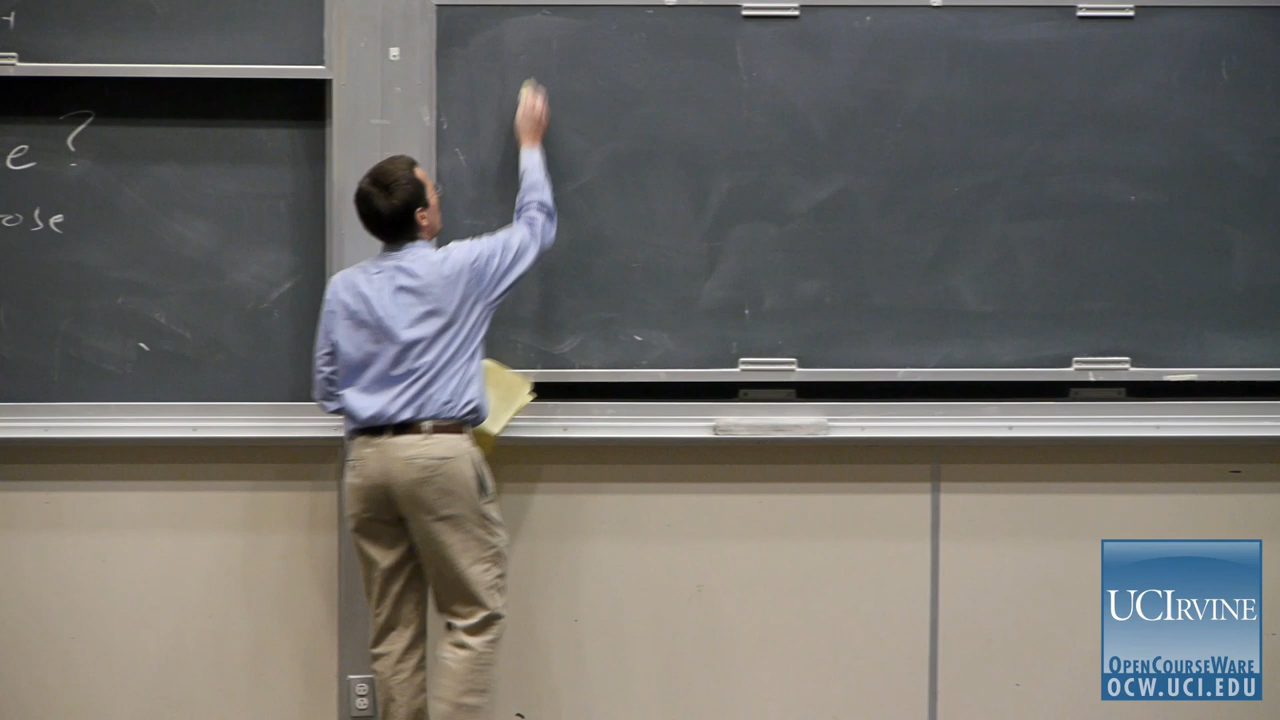 e ?
ose
UCIRVINE
OPENCOURSEWARE
OCW.UCI.EDU